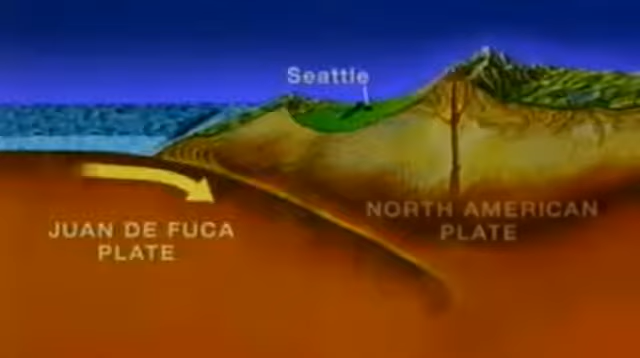 Seattle
JUAN DE FUCA
PLATE
NORTH AMERICAN
PLATE